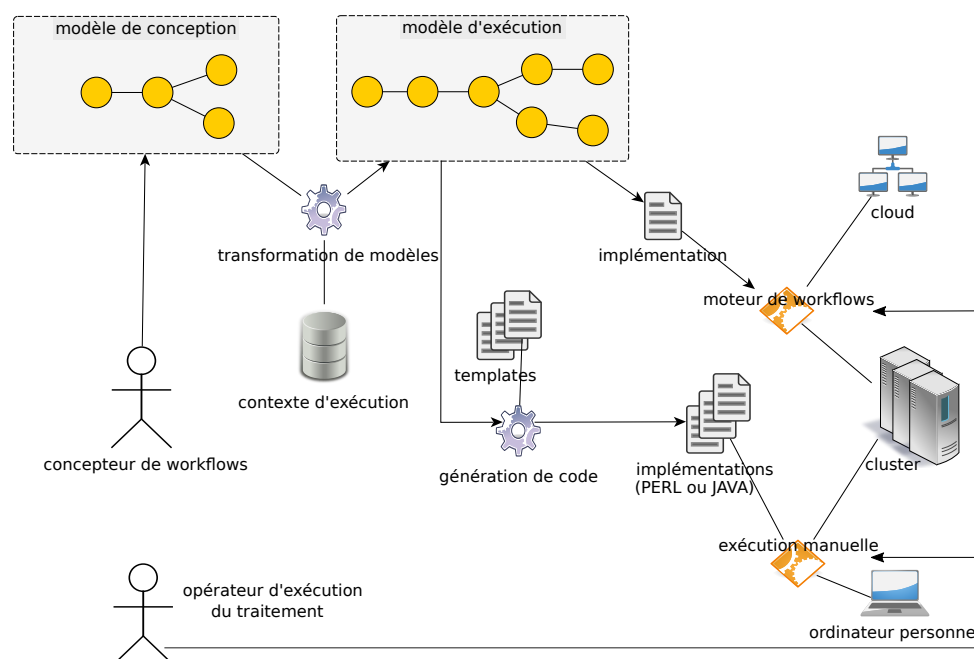 modèle de conception
modèle d'exécution
cloud
transformation de modèles
implémentation
moteur de workflows
templates
contexte d'exécution
concepteur de workflows
génération de code
implémentations
(PERL ou JAVA)
cluster
exécution manuelle
opérateur d'exécution
du traitement
ordinateur personnel